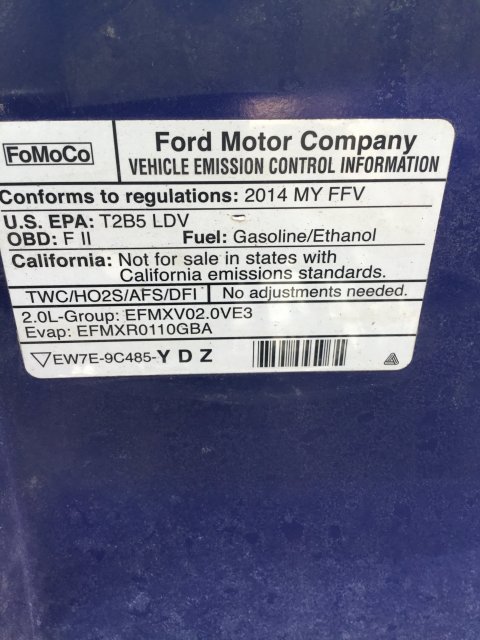 FoMoCo
Ford Motor Company
VEHICLE EMISSION CONTROL INFORMATION
Conforms to regulations: 2014 MY FFV
U.S. EPA: T2B5 LDV
OBD: F II Fuel: Gasoline/Ethanol
California: Not for sale in states with
California emissions standards.
TWC/HO2S/AFS/DFI No adjustments needed.
2.0L-Group: EFMXV02.0VE3
Evap: EFMXR0110GBA
EW7E-9C485-Y D Z